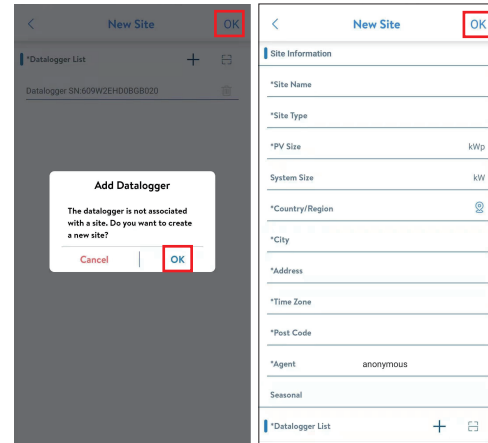 New Site
OK
*Datalogger List
Datalogger SN:609W2EHD0BGB020
Add Datalogger
The datalogger is not associated
with a site. Do you want to create
a new site?
Cancel
OK
New Site
OK
Site Information
*Site Name
*Site Type
*PV Size kWp
System Size kW
*Country/Region
*City
*Address
*Time Zone
*Post Code
*Agent anonymous
Seasonal
*Datalogger List